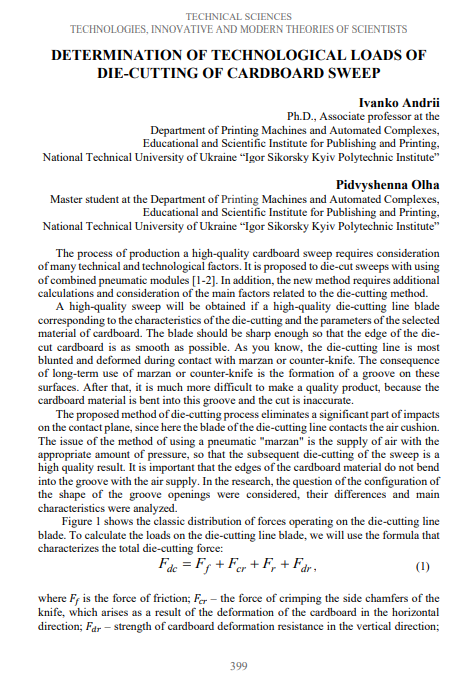 TECHNICAL SCIENCES
TECHNOLOGIES, INNOVATIVE AND MODERN THEORIES OF SCIENTISTS
DETERMINATION OF TECHNOLOGICAL LOADS OF
DIE-CUTTING OF CARDBOARD SWEEP
Ivanko Andrii
Ph.D., Associate professor at the
Department of Printing Machines and Automated Complexes,
Educational and Scientific Institute for Publishing and Printing,
National Technical University of Ukraine “Igor Sikorsky Kyiv Polytechnic Institute”
Pidvyshenna Olha
Master student at the Department of Printing Machines and Automated Complexes,
Educational and Scientific Institute for Publishing and Printing,
National Technical University of Ukraine “Igor Sikorsky Kyiv Polytechnic Institute”
The process of production a high-quality cardboard sweep requires consideration
of many technical and technological factors. It is proposed to die-cut sweeps with using
of combined pneumatic modules [1-2]. In addition, the new method requires additional
calculations and consideration of the main factors related to the die-cutting method.
A high-quality sweep will be obtained if a high-quality die-cutting line blade
corresponding to the characteristics of the die-cutting and the parameters of the selected
material of cardboard. The blade should be sharp enough so that the edge of the die-
cut cardboard is as smooth as possible. As you know, the die-cutting line is most
blunted and deformed during contact with marzan or counter-knife. The consequence
of long-term use of marzan or counter-knife is the formation of a groove on these
surfaces. After that, it is much more difficult to make a quality product, because the
cardboard material is bent into this groove and the cut is inaccurate.
The proposed method of die-cutting process eliminates a significant part of impacts
on the contact plane, since here the blade of the die-cutting line contacts the air cushion.
The issue of the method of using a pneumatic "marzan" is the supply of air with the
appropriate amount of pressure, so that the subsequent die-cutting of the sweep is a
high quality result. It is important that the edges of the cardboard material do not bend
into the groove with the air supply. In the research, the question of the configuration of
the shape of the groove openings were considered, their differences and main
characteristics were analyzed.
Figure 1 shows the classic distribution of forces operating on the die-cutting line
blade. To calculate the loads on the die-cutting line blade, we will use the formula that
characterizes the total die-cutting force:
F_dc = F_f + F_cr + F_r + F_dr, (1)
where F_f is the force of friction; F_cr – the force of crimping the side chamfers of the
knife, which arises as a result of the deformation of the cardboard in the horizontal
direction; F_dr – strength of cardboard deformation resistance in the vertical direction;
399